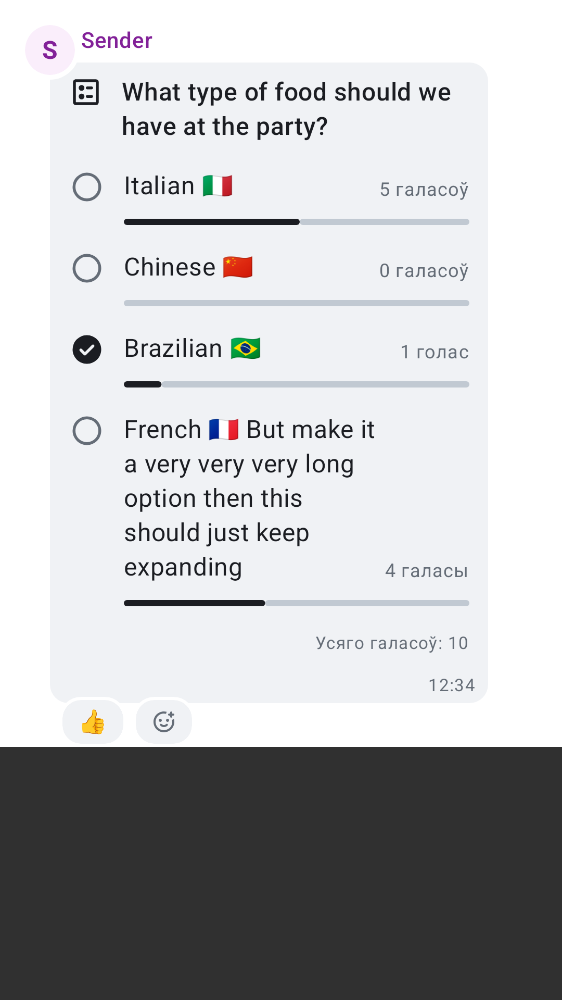 S
Sender
What type of food should we
have at the party?
Italian 🇮🇹
5 галасоў
Chinese 🇨🇳
0 галасоў
Brazilian 🇧🇷
1 голас
French 🇫🇷 But make it
a very very very long
option then this
should just keep
expanding
4 галасы
Усяго галасоў: 10
12:34